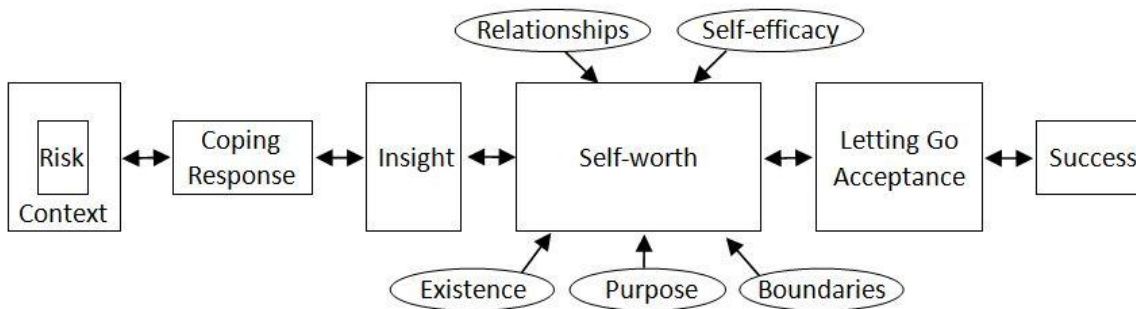 Relationships
Self-efficacy
Risk
Context
Coping
Response
Insight
Self-worth
Letting Go
Acceptance
Success
Existence
Purpose
Boundaries